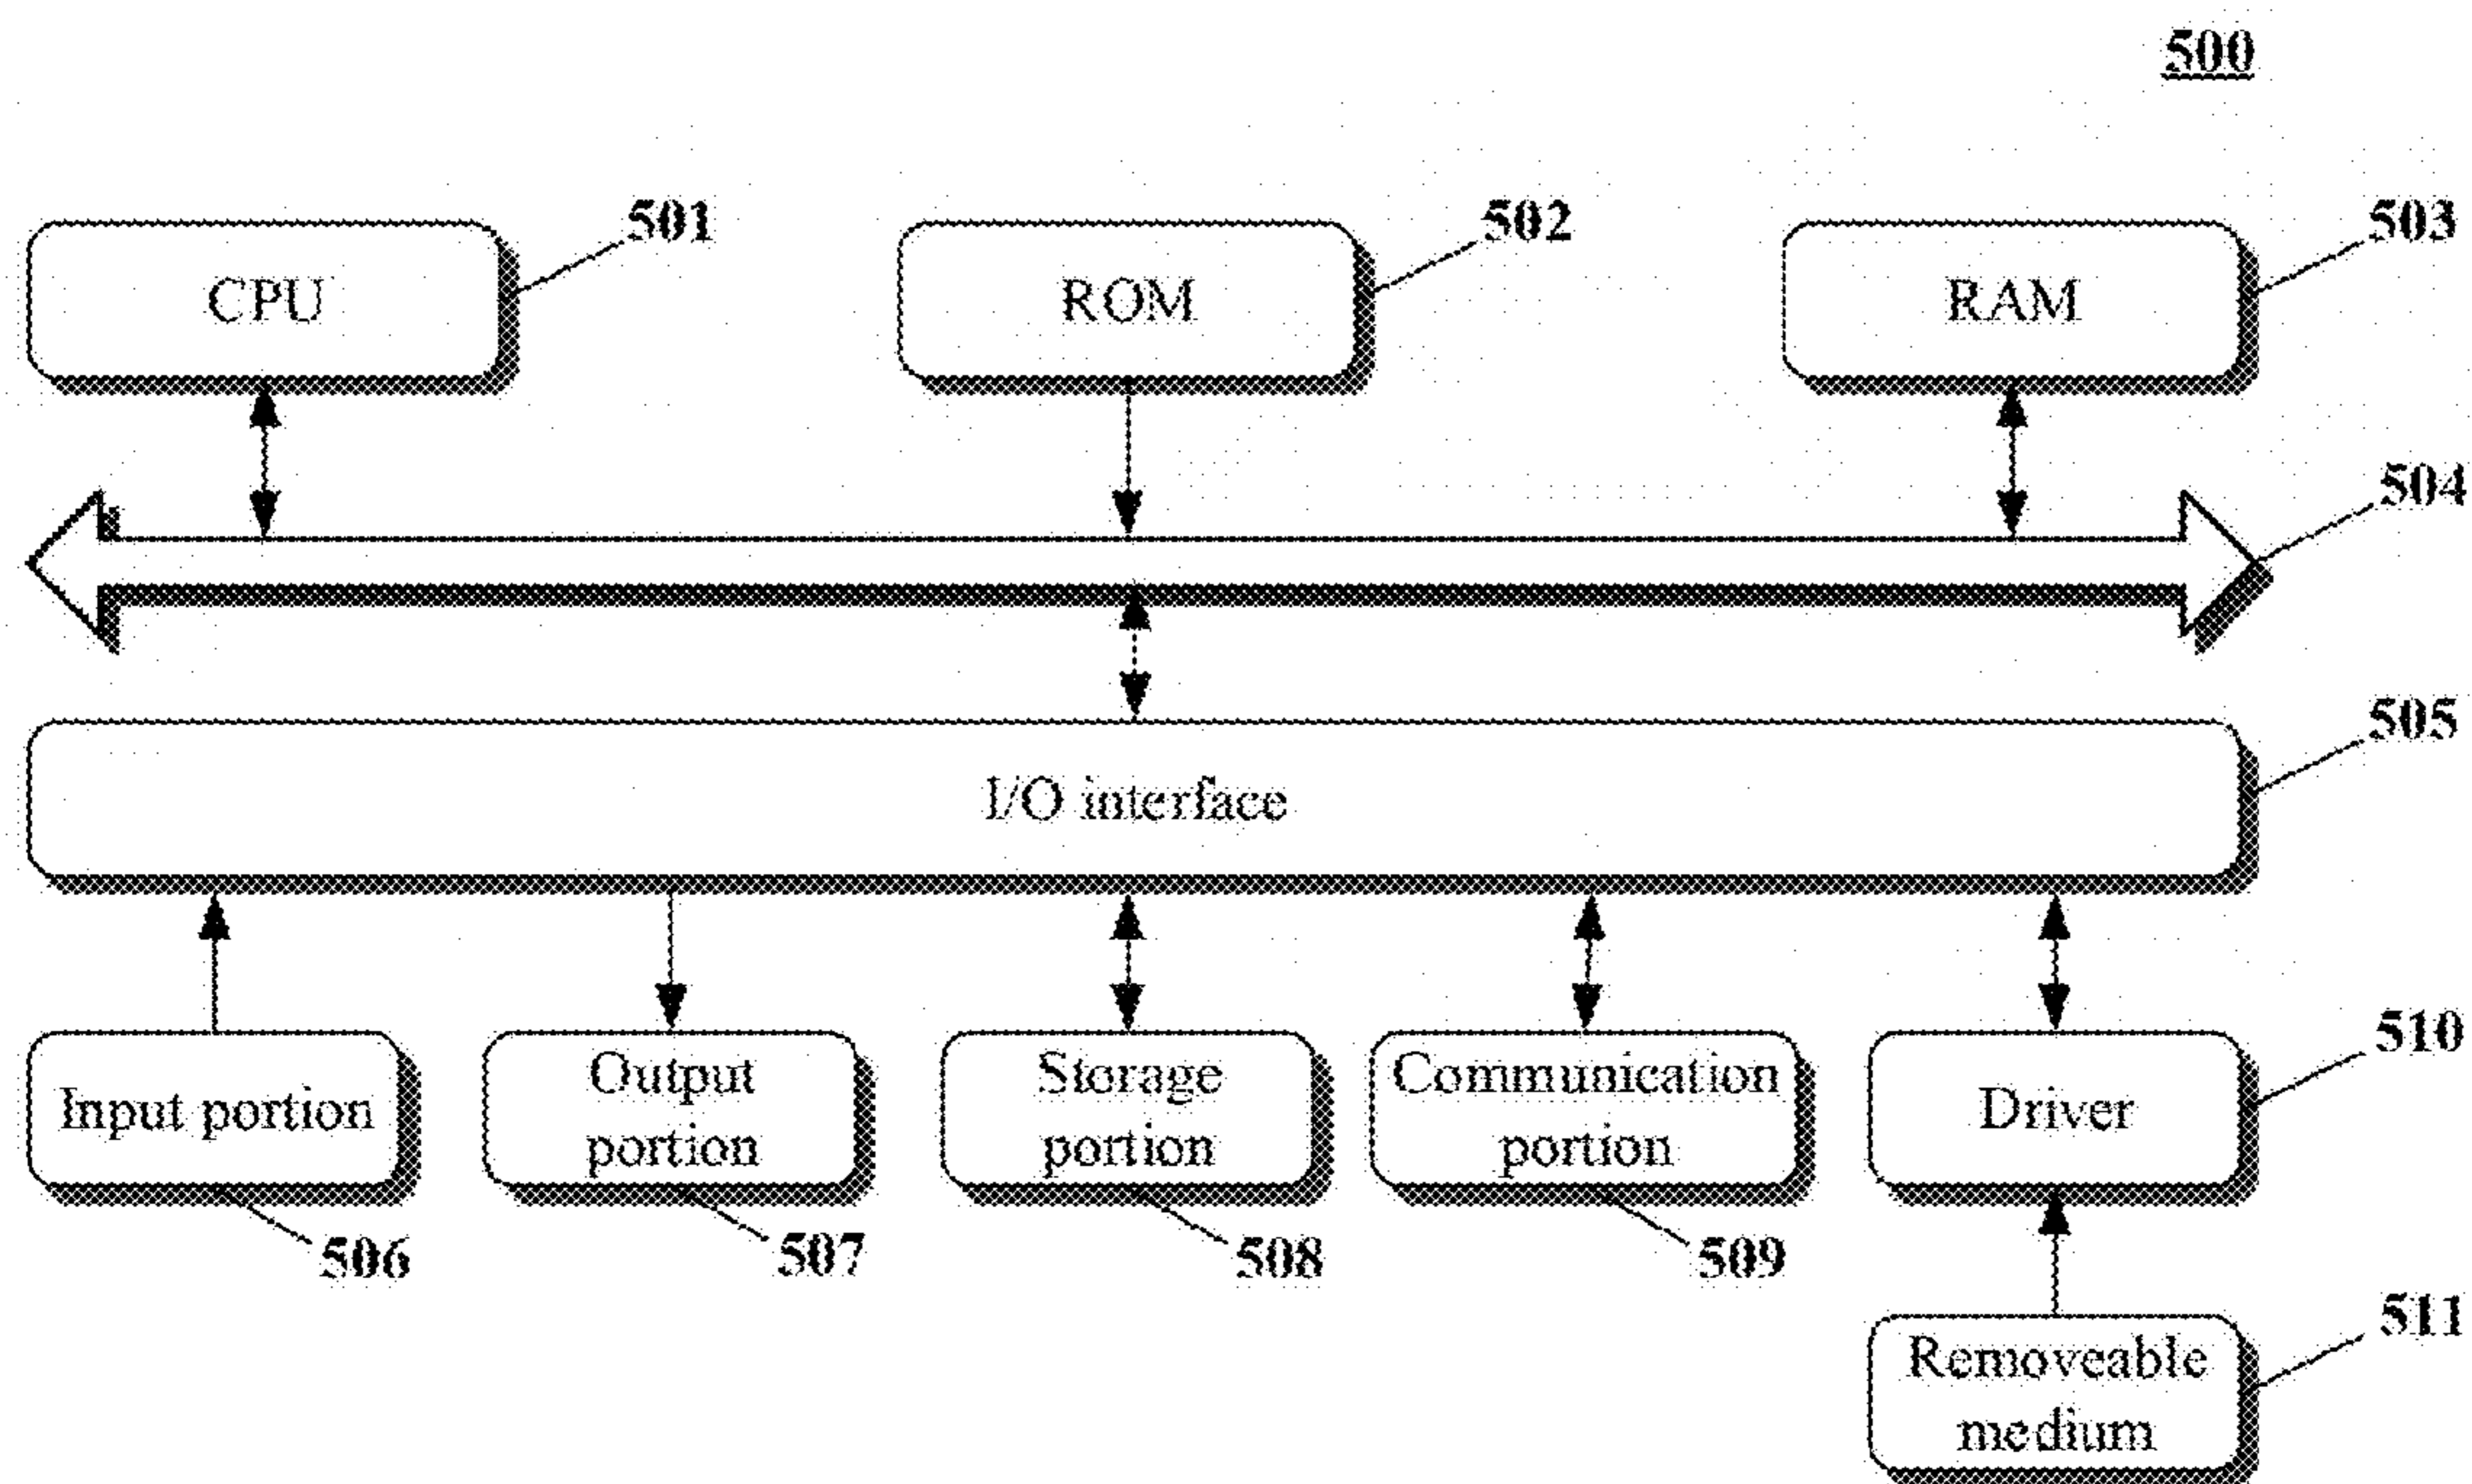 500
501
502
503
CPU
ROM
RAM
504
505
I/O interface
510
Input portion
Output
portion
Storage
portion
Communication
portion
Driver
506
507
508
509
511
Removeable
medium